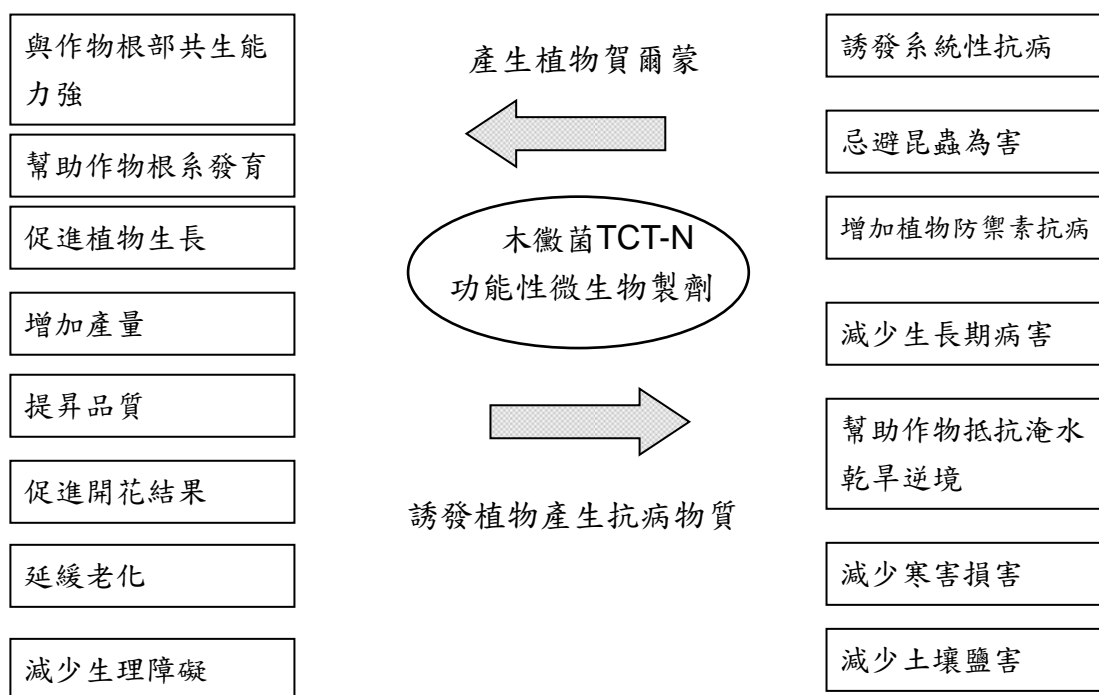 與作物根部共生能
力強
幫助作物根系發育
促進植物生長
增加產量
提昇品質
促進開花結果
延緩老化
減少生理障礙
產生植物賀爾蒙
木黴菌TCT-N
功能性微生物製劑
誘發植物產生抗病物質
誘發系統性抗病
忌避昆蟲為害
增加植物防禦素抗病
減少生長期病害
幫助作物抵抗淹水
乾旱逆境
減少寒害損害
減少土壤鹽害